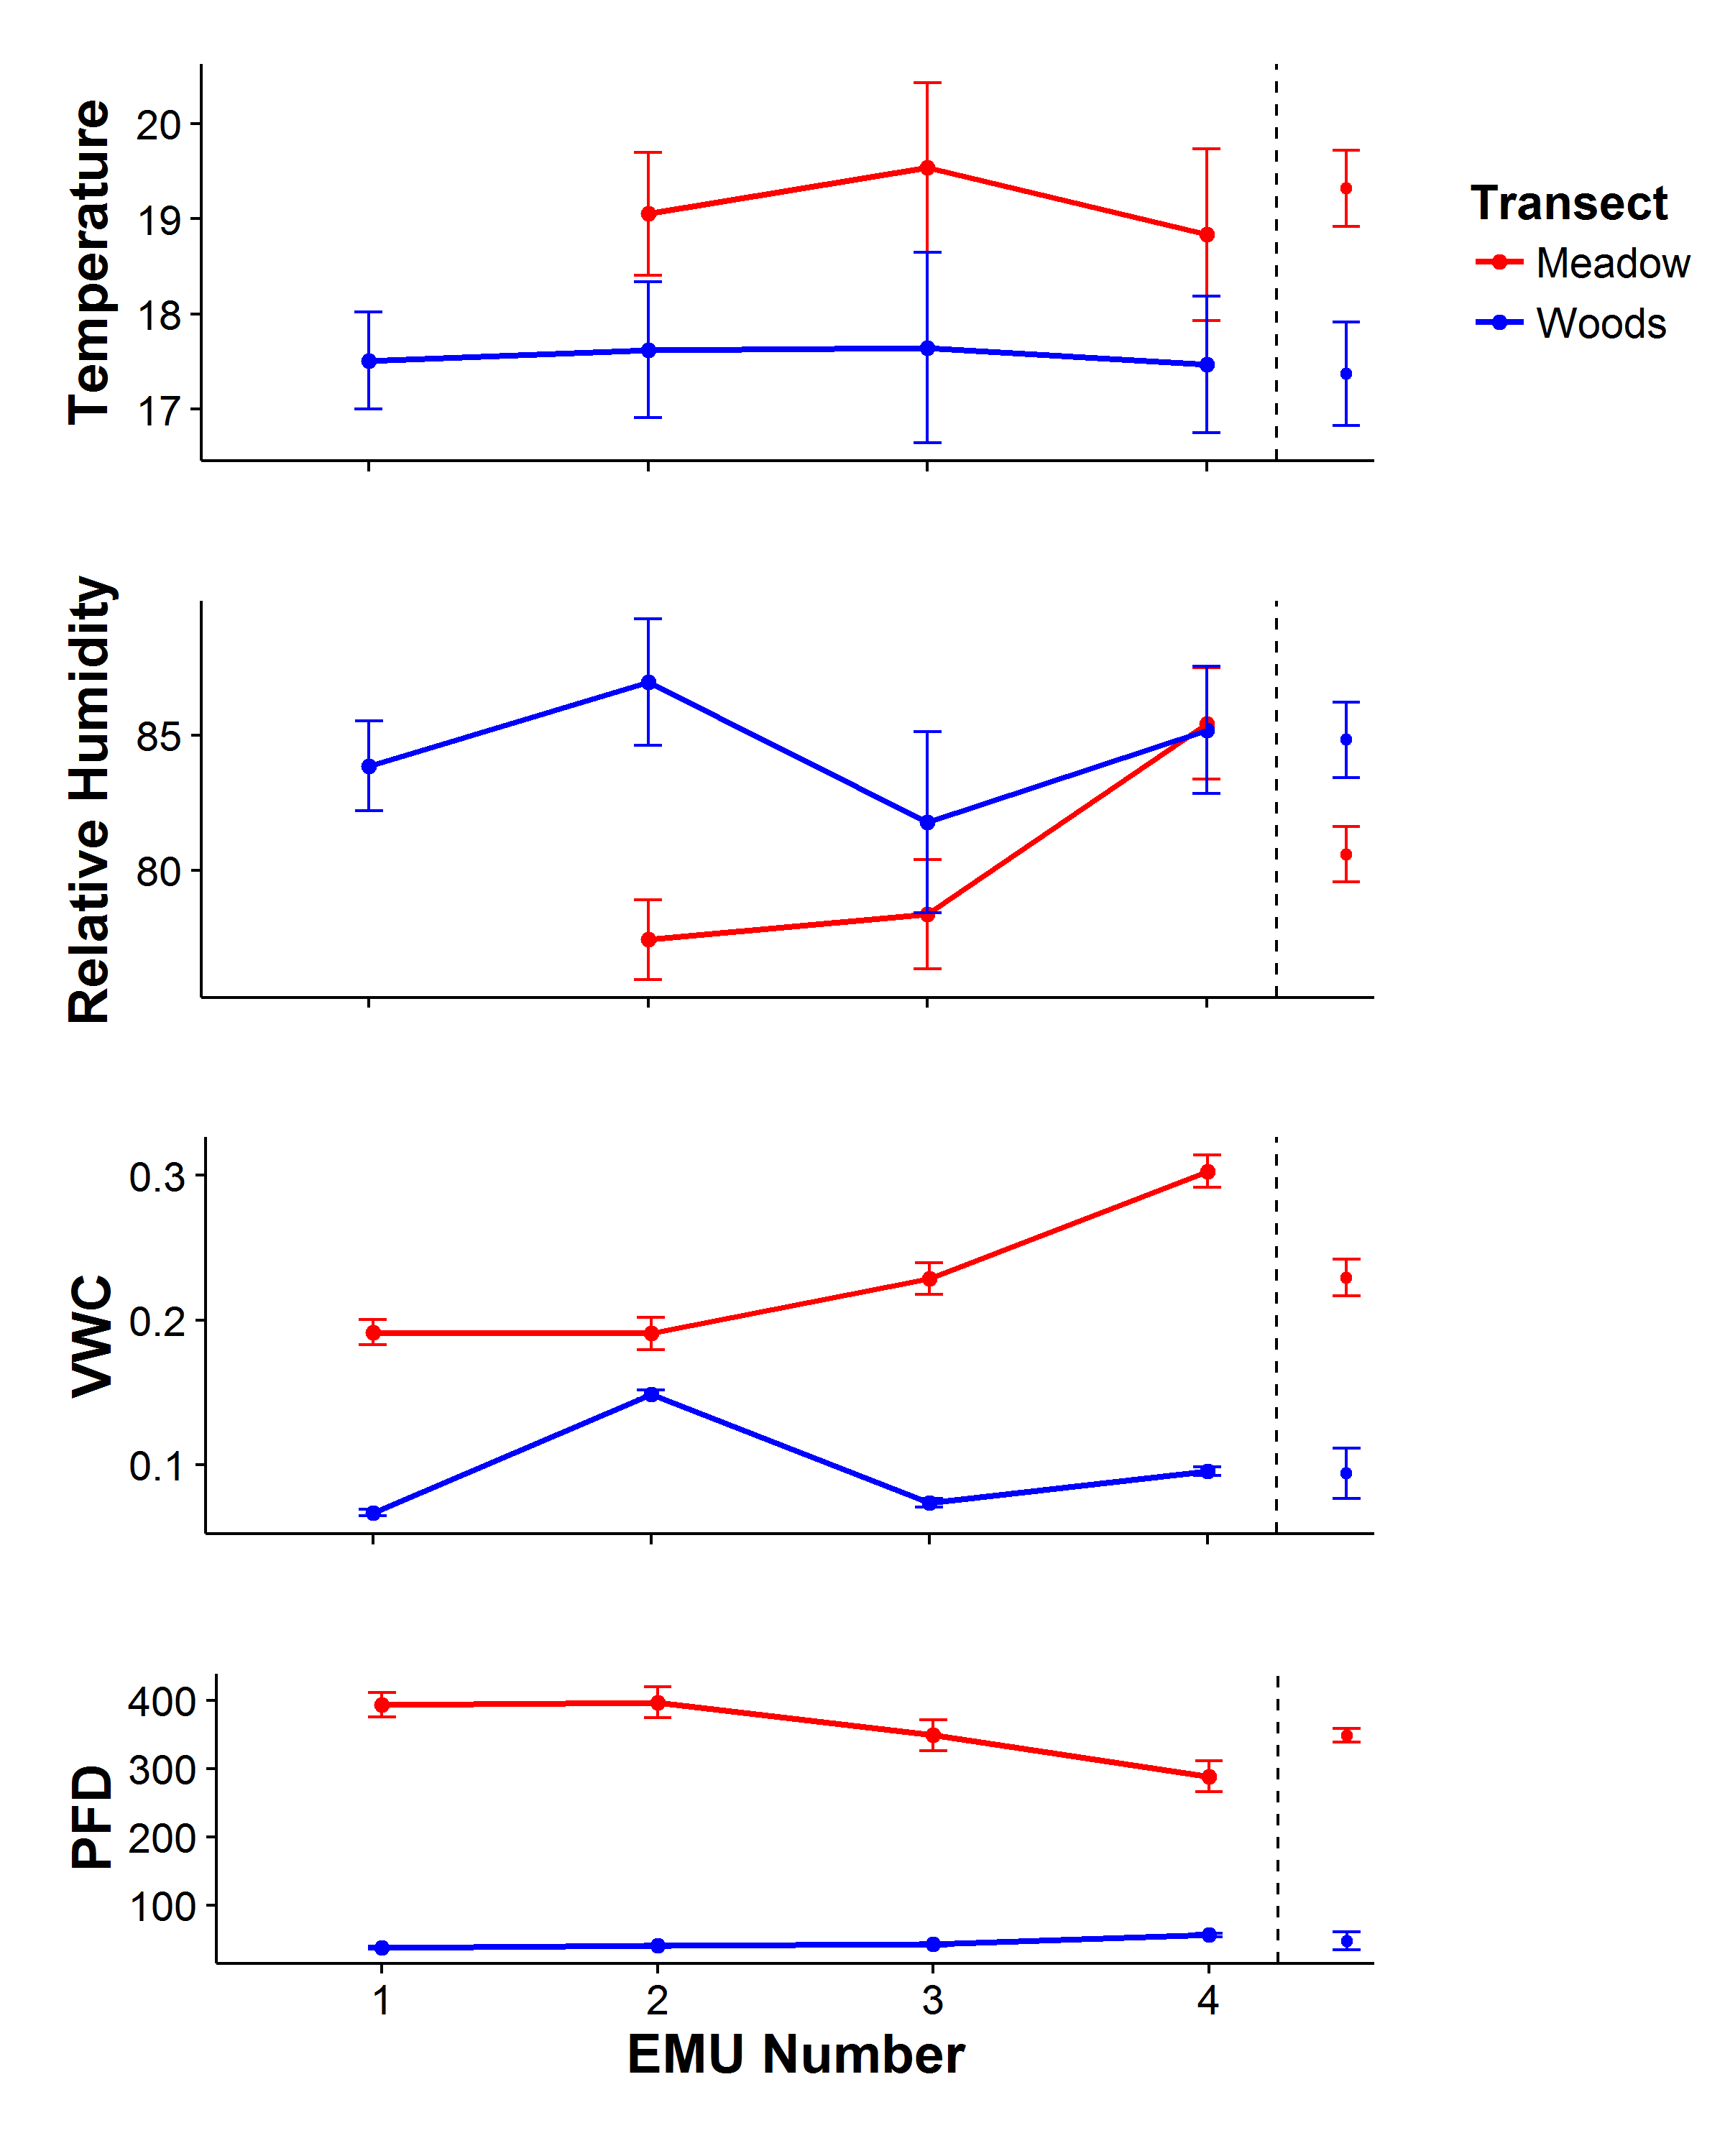 Temperature
20
19
18
17
Transect
Meadow
Woods
Relative Humidity
85
80
VWC
0.3
0.2
0.1
PFD
400
300
200
100
1 2 3 4
EMU Number